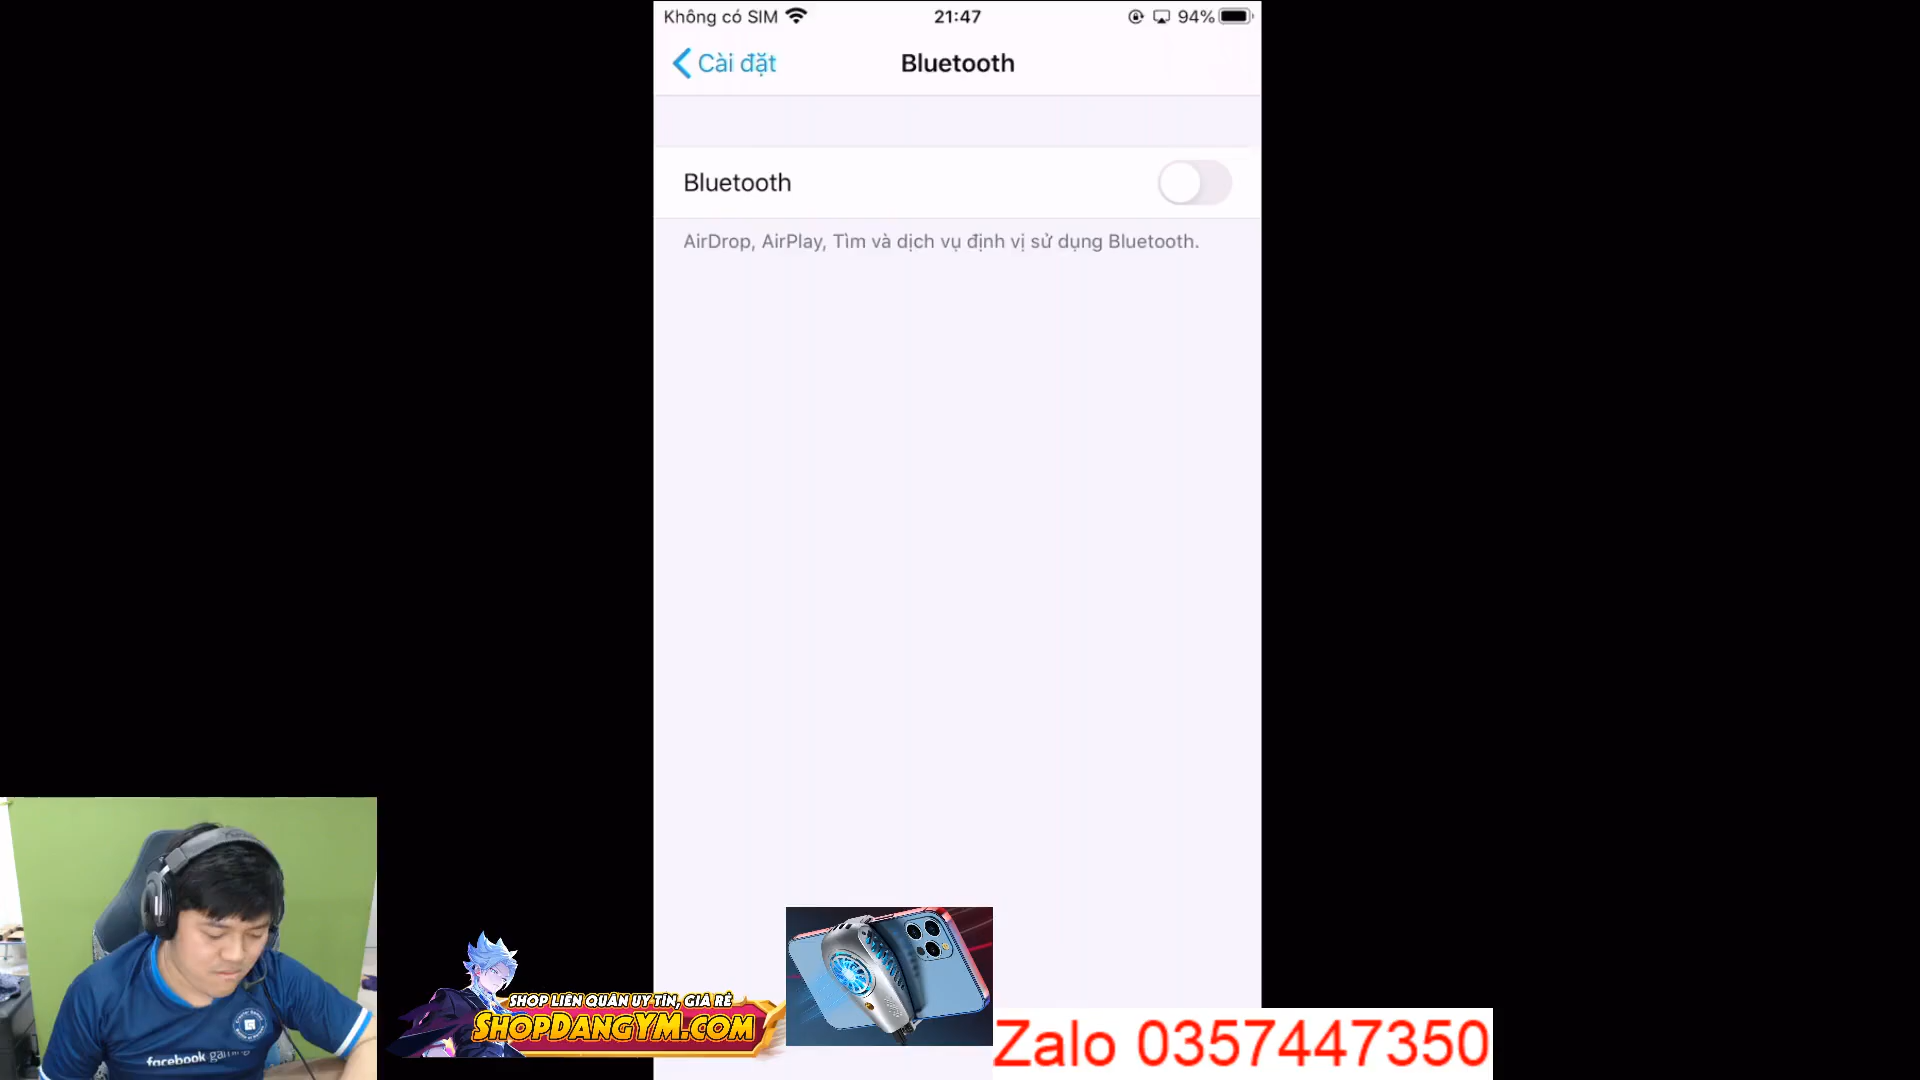 Không có SIM
21:47
94%
Cài đặt
Bluetooth
Bluetooth
AirDrop, AirPlay, Tìm và dịch vụ định vị sử dụng Bluetooth.
facebook gaming
SHOP LIÊN QUÂN UY TÍN, GIÁ RẺ
SHOPDANGYM.COM
Zalo 0357447350